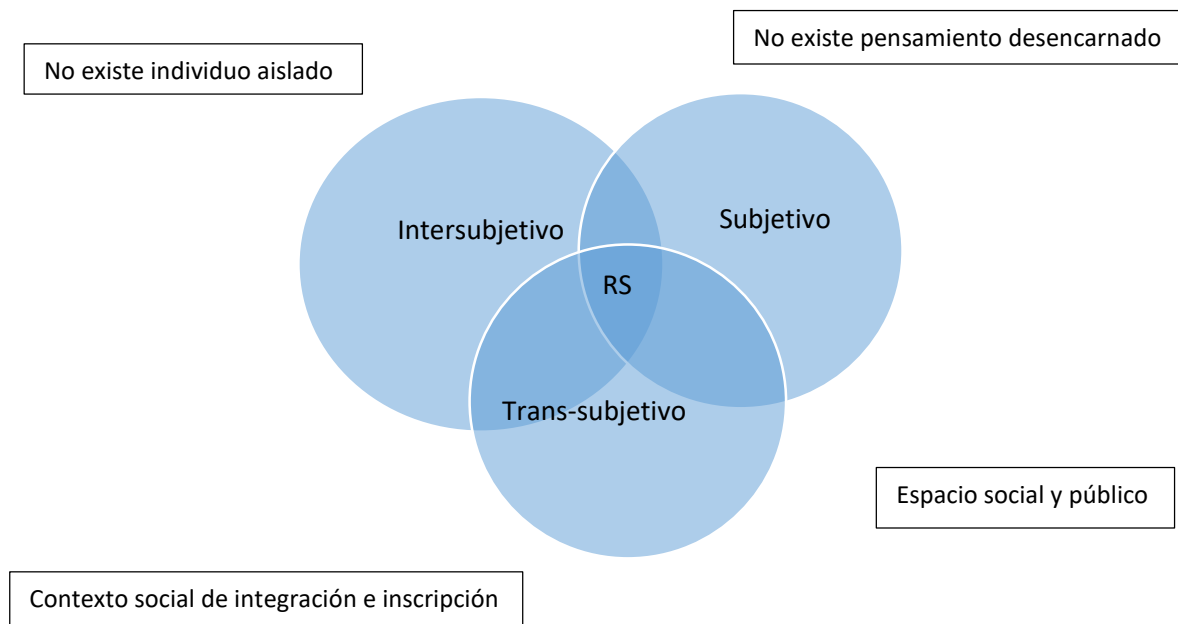 No existe pensamiento desencarnado
No existe individuo aislado
Intersubjetivo
Subjetivo
RS
Trans-subjetivo
Espacio social y público
Contexto social de integración e inscripción